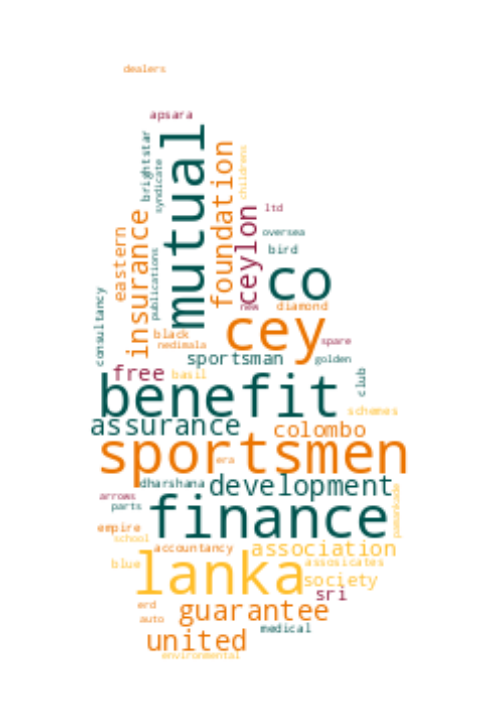 dealers
apsara
mutual
brightstar
syndicate
foundation
childrens
insurance
eastern
ceylon
ltd
oversea
bird
publications
co
consultancy
new
diamond
cey
black
nedimala
spare
sportsman
golden
free
basil
club
benefit
schemes
assurance
colombo
sportsmen
era
dharshana
development
pamankade
arrows
parts
finance
empire
school
accountancy
association
blue
lanka
assosicates
society
sri
erd
guarantee
auto
medical
united
environmental